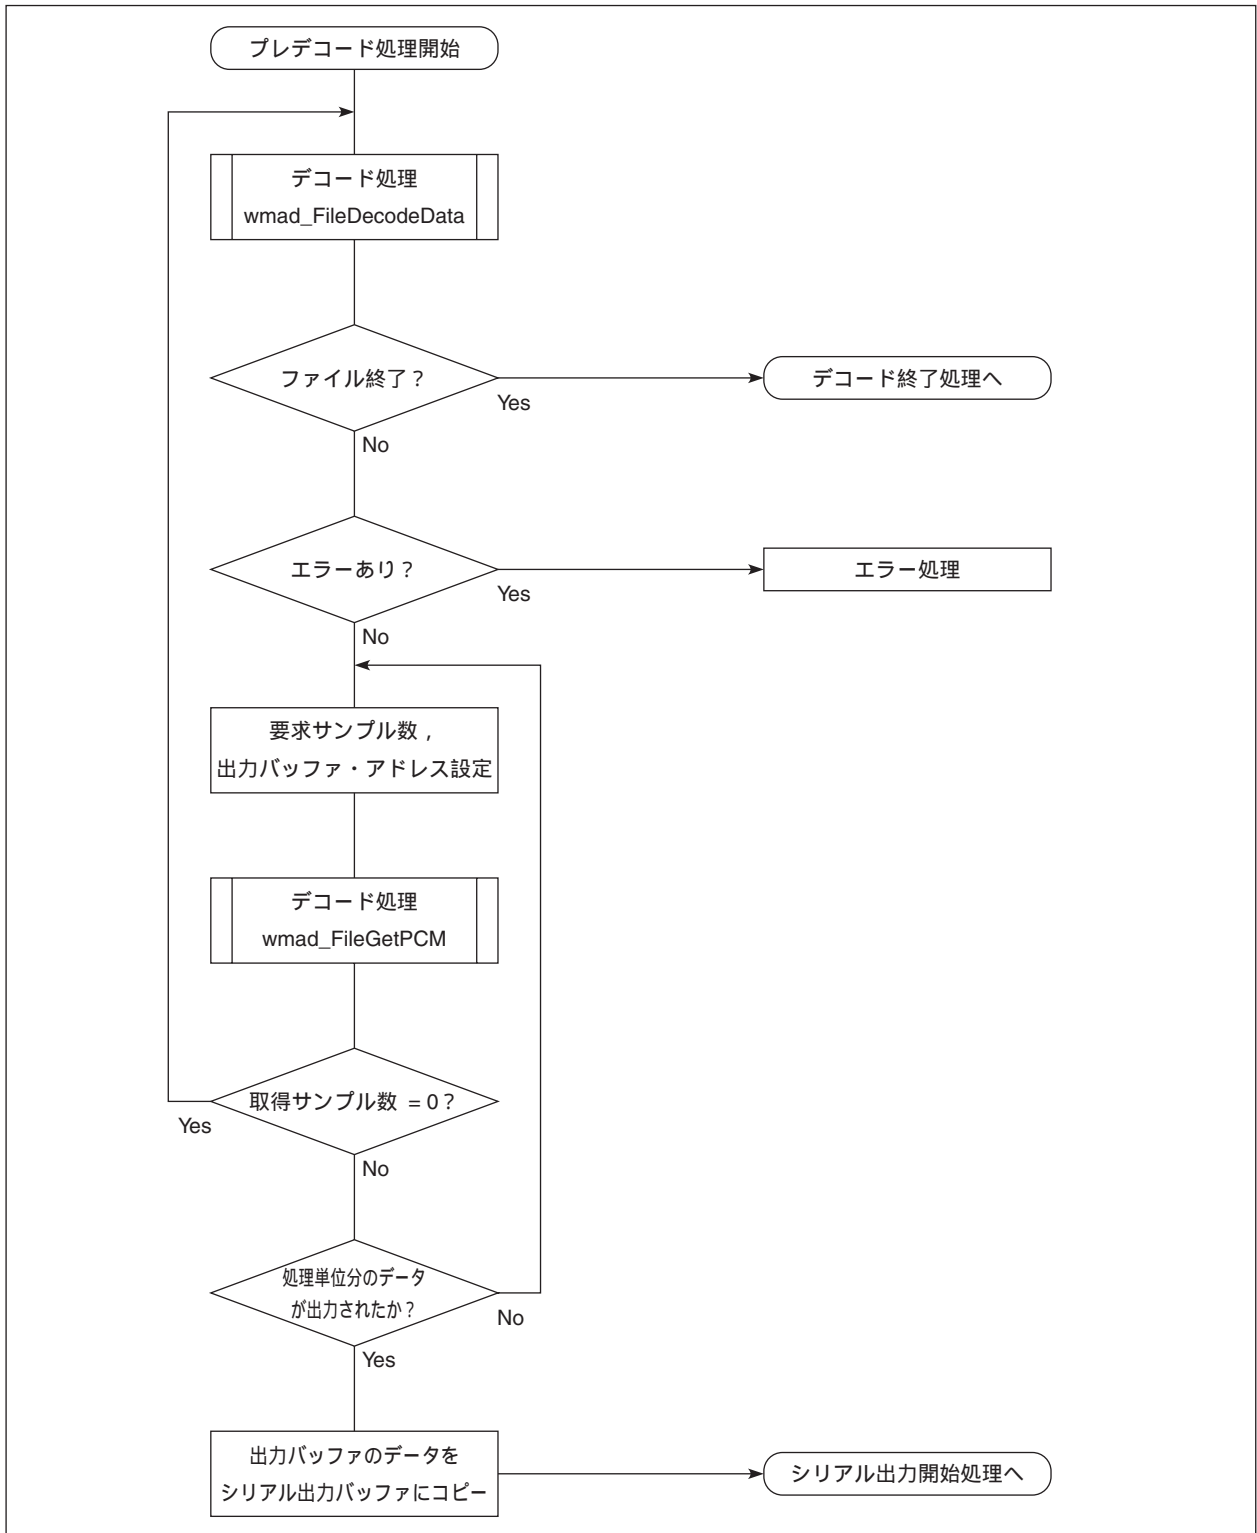 プレデコード処理開始
デコード処理
wmad_FileDecodeData
ファイル終了？
Yes
デコード終了処理へ
No
エラーあり？
Yes
エラー処理
No
要求サンプル数，
出力バッファ・アドレス設定
デコード処理
wmad_FileGetPCM
取得サンプル数 ＝0？
Yes
No
処理単位分のデータ
が出力されたか？
No
Yes
出力バッファのデータを
シリアル出力バッファにコピー
シリアル出力開始処理へ